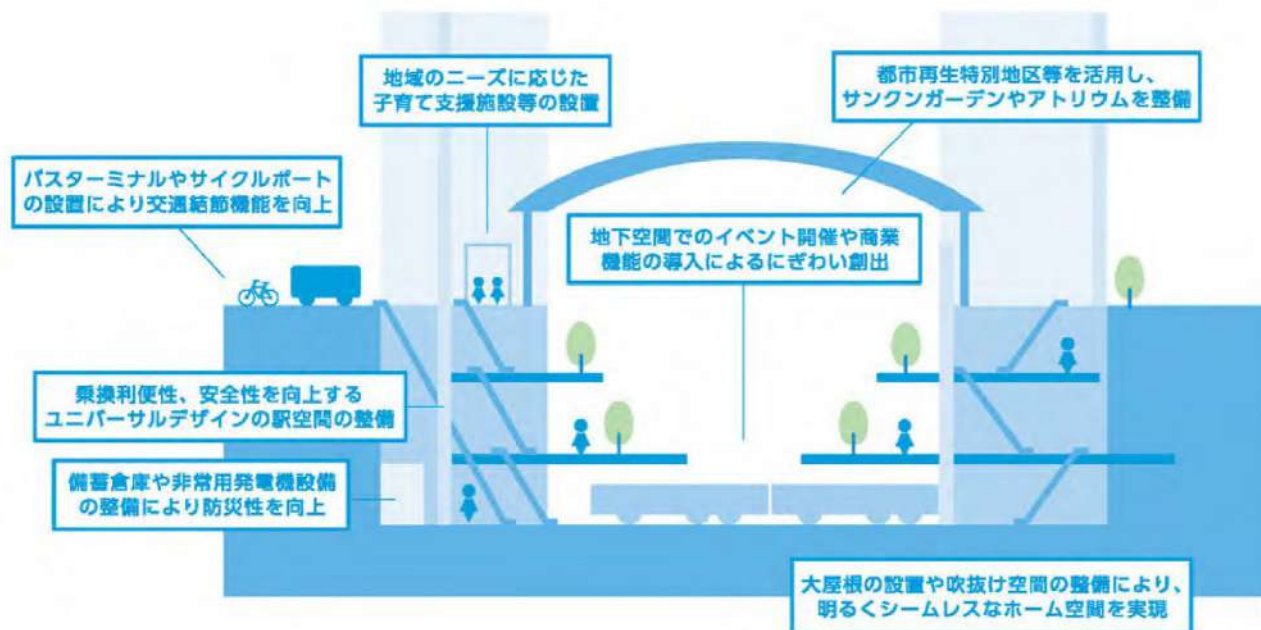 地域のニーズに応じた
子育て支援施設等の設置
都市再生特別地区等を活用し、
サンクンガーデンやアトリウムを整備
バスターミナルやサイクルポート
の設置により交通結節機能を向上
地下空間でのイベント開催や商業
機能の導入によるにぎわい創出
乗換利便性、安全性を向上する
ユニバーサルデザインの駅空間の整備
備蓄倉庫や非常用発電機設備
の整備により防災性を向上
大屋根の設置や吹抜け空間の整備により、
明るくシームレスなホーム空間を実現